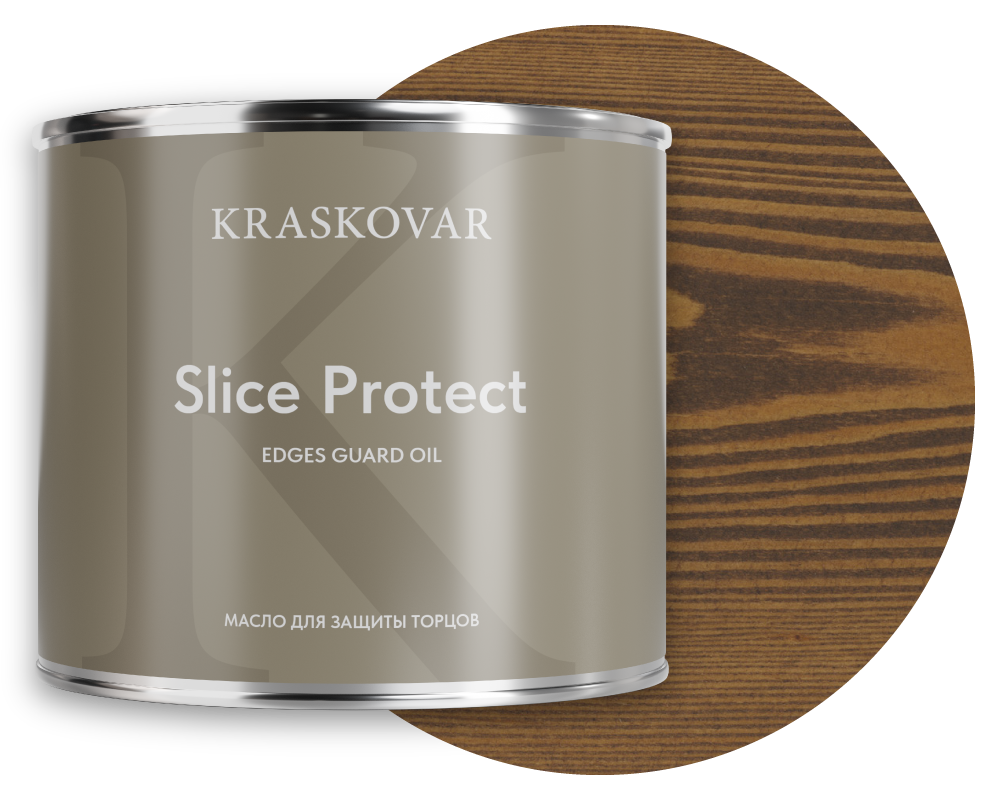 KRASKOVAR
Slice Protect
EDGES GUARD OIL
МАСЛО ДЛЯ ЗАЩИТЫ ТОРЦОВ